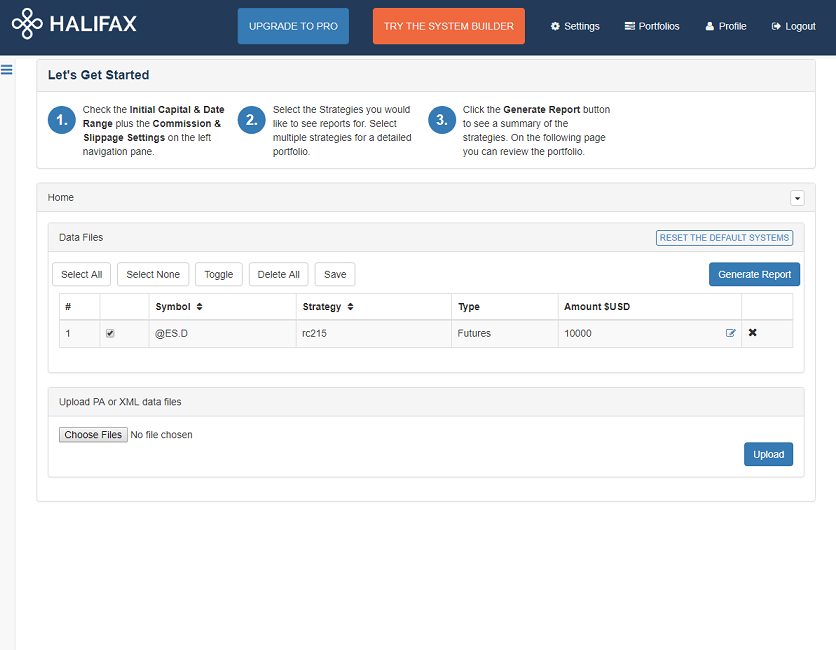 HALIFAX
UPGRADE TO PRO
TRY THE SYSTEM BUILDER
Settings
Portfolios
Profile
Logout
Let's Get Started
1.
Check the Initial Capital & Date
Range plus the Commission &
Slippage Settings on the left
navigation pane.
2.
Select the Strategies you would
like to see reports for. Select
multiple strategies for a detailed
portfolio.
3.
Click the Generate Report button
to see a summary of the
strategies. On the following page
you can review the portfolio.
Home
Data Files
RESET THE DEFAULT SYSTEMS
Select All
Select None
Toggle
Delete All
Save
Generate Report
# Symbol Strategy Type Amount $USD
1 @ES.D rc215 Futures 10000
Upload PA or XML data files
Choose Files No file chosen
Upload